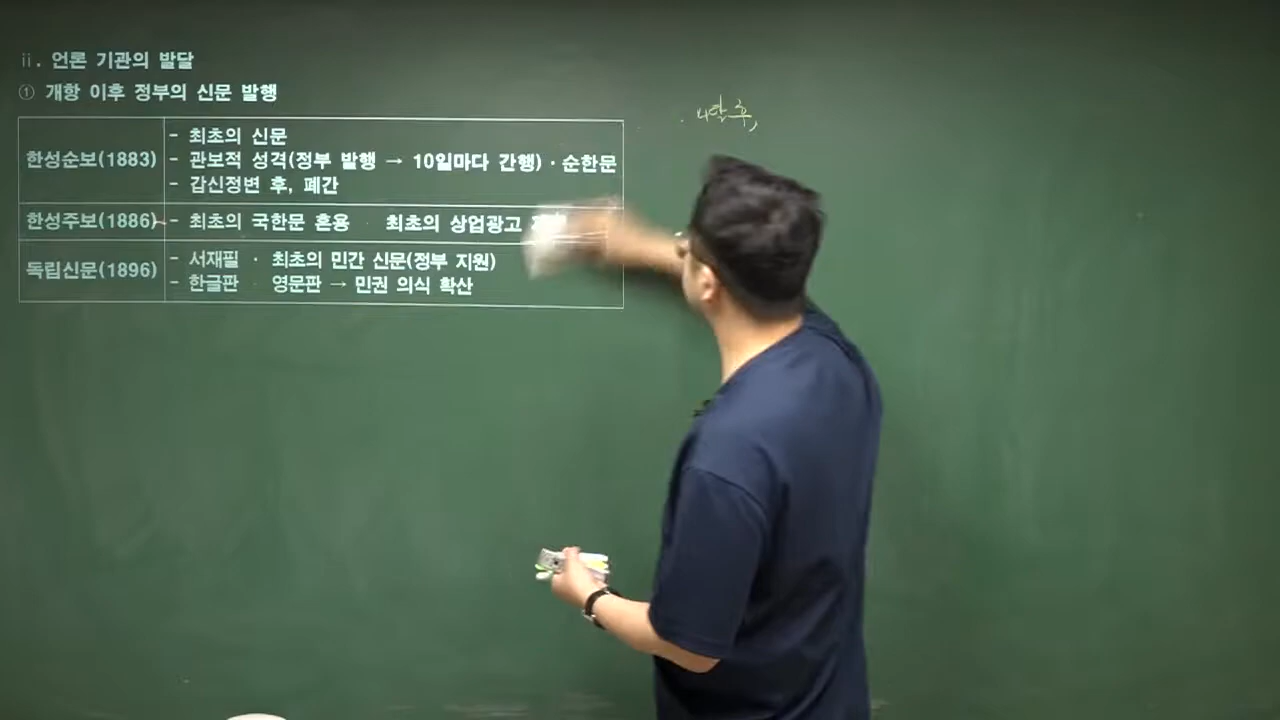 ⅱ. 언론 기관의 발달
① 개항 이후 정부의 신문 발행
한성순보(1883)
- 최초의 신문
- 관보적 성격(정부 발행 → 10일마다 간행) · 순한문
- 갑신정변 후, 폐간
한성주보(1886)
- 최초의 국한문 혼용 · 최초의 상업광고
독립신문(1896)
- 서재필 · 최초의 민간 신문(정부 지원)
- 한글판 · 영문판 → 민권 의식 확산